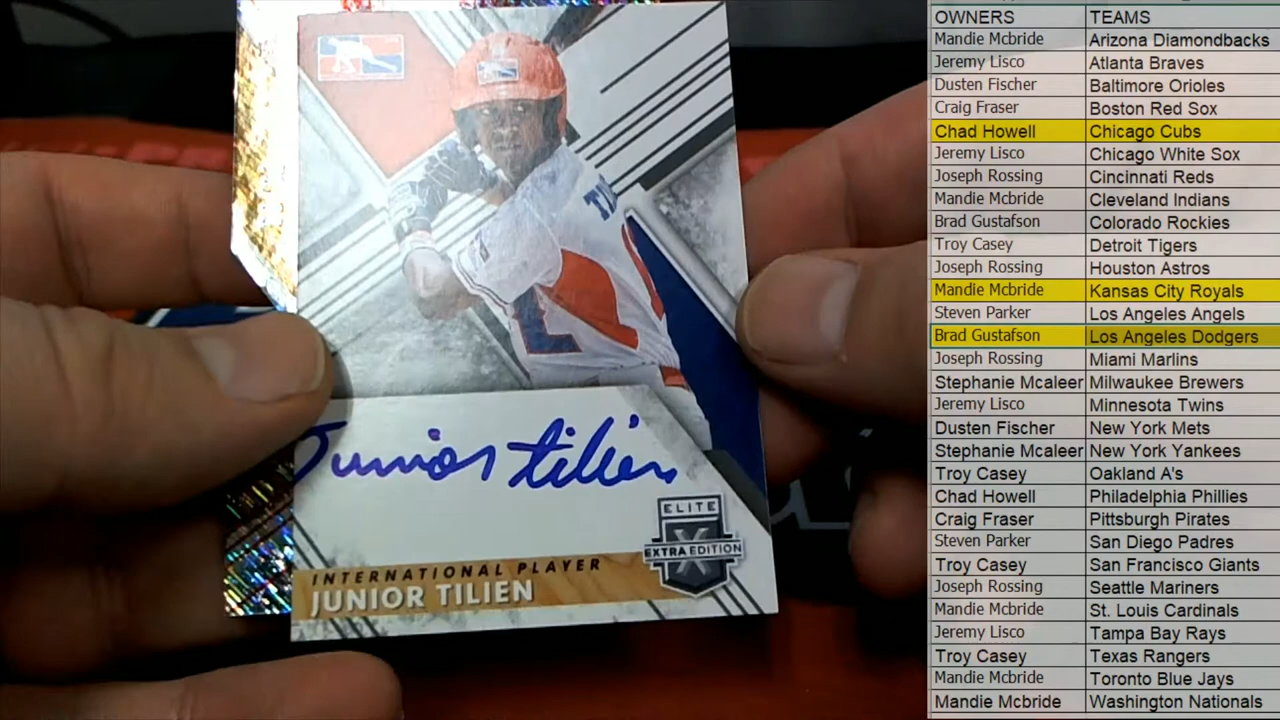 TIL
Junior Tilien
ELITE
X
EXTRA EDITION
INTERNATIONAL PLAYER
JUNIOR TILIEN
OWNERS TEAMS
Mandie Mcbride Arizona Diamondbacks
Jeremy Lisco Atlanta Braves
Dusten Fischer Baltimore Orioles
Craig Fraser Boston Red Sox
Chad Howell Chicago Cubs
Jeremy Lisco Chicago White Sox
Joseph Rossing Cincinnati Reds
Mandie Mcbride Cleveland Indians
Brad Gustafson Colorado Rockies
Troy Casey Detroit Tigers
Joseph Rossing Houston Astros
Mandie Mcbride Kansas City Royals
Steven Parker Los Angeles Angels
Brad Gustafson Los Angeles Dodgers
Joseph Rossing Miami Marlins
Stephanie Mcaleer Milwaukee Brewers
Jeremy Lisco Minnesota Twins
Dusten Fischer New York Mets
Stephanie Mcaleer New York Yankees
Troy Casey Oakland A's
Chad Howell Philadelphia Phillies
Craig Fraser Pittsburgh Pirates
Steven Parker San Diego Padres
Troy Casey San Francisco Giants
Joseph Rossing Seattle Mariners
Mandie Mcbride St. Louis Cardinals
Jeremy Lisco Tampa Bay Rays
Troy Casey Texas Rangers
Mandie Mcbride Toronto Blue Jays
Mandie Mcbride Washington Nationals